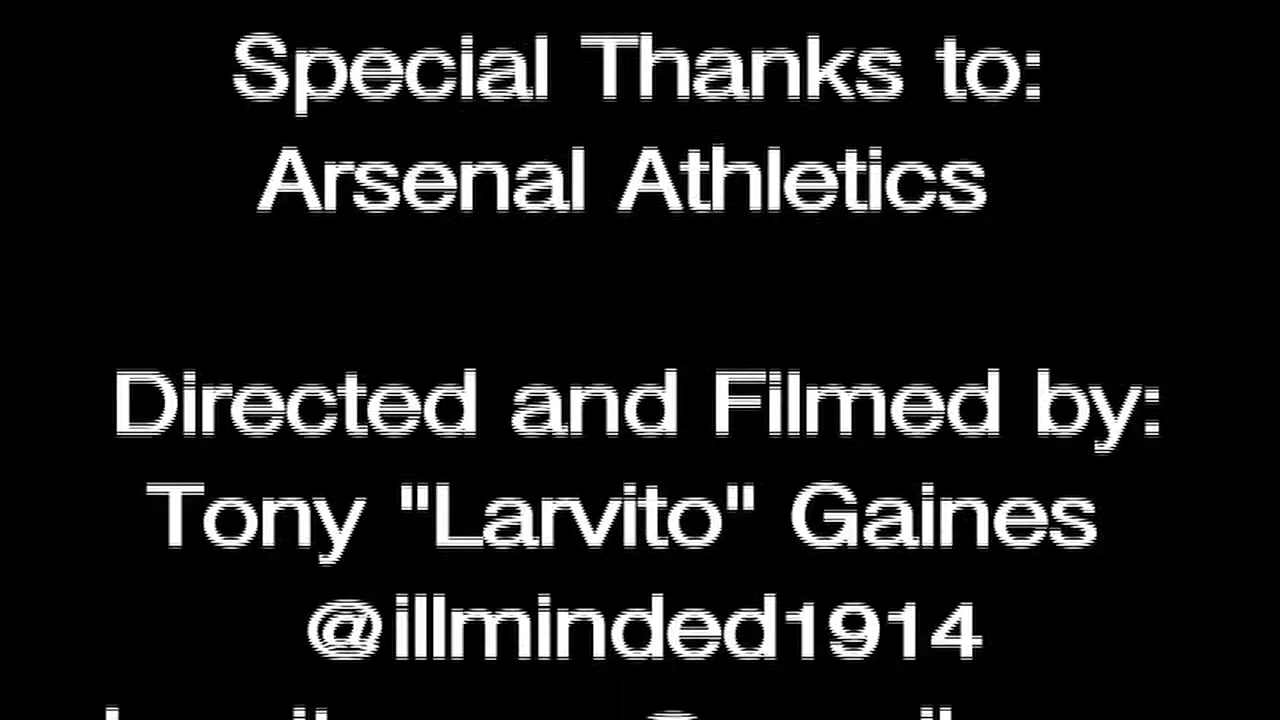 Special Thanks to:
Arsenal Athletics
Directed and Filmed by:
Tony "Larvito" Gaines
@illminded1914